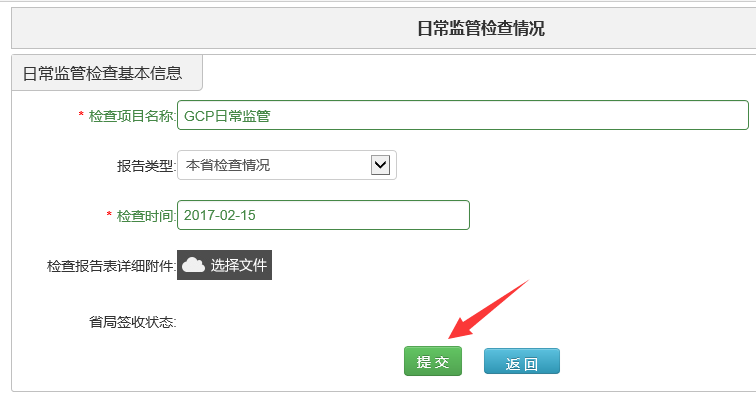 日常监管检查情况
日常监管检查基本信息
* 检查项目名称: GCP日常监管
报告类型: 本省检查情况
* 检查时间: 2017-02-15
检查报告表详细附件: 选择文件
省局签收状态:
提 交 返 回